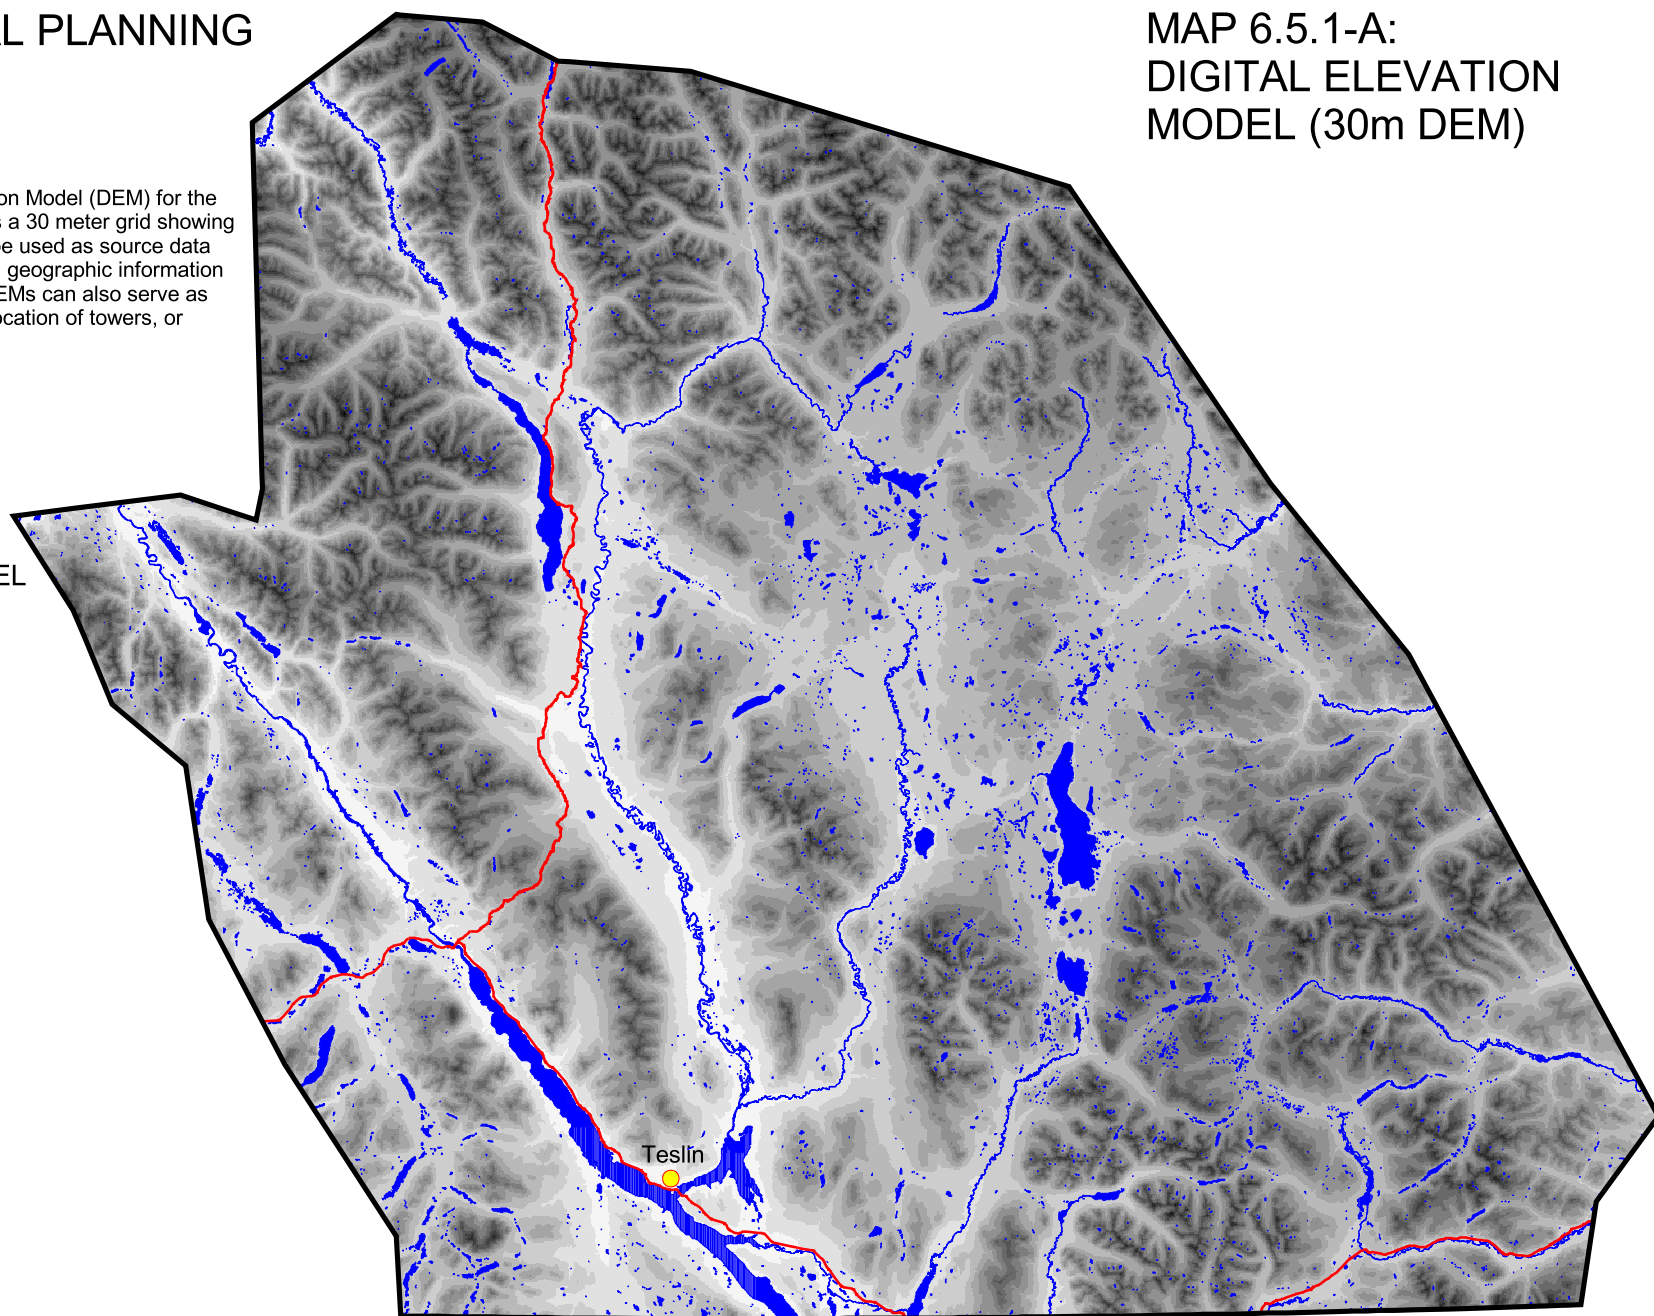 L PLANNING
MAP 6.5.1-A:
DIGITAL ELEVATION
MODEL (30m DEM)
on Model (DEM) for the
s a 30 meter grid showing
e used as source data
geographic information
EMs can also serve as
ocation of towers, or
EL
Teslin